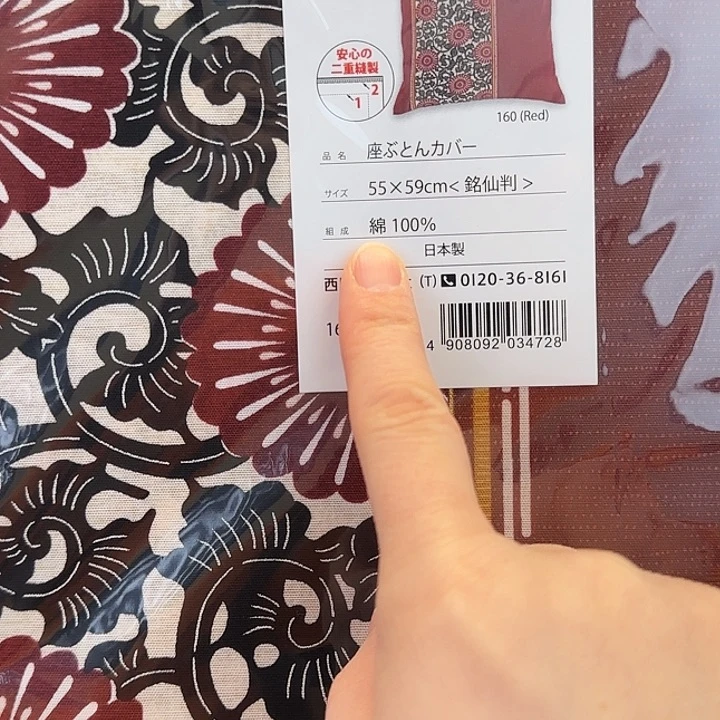 安心の
二重縫製
2
1
160 (Red)
品名 座ぶとんカバー
サイズ 55×59cm< 銘仙判 >
組成 綿 100%
日本製
西 (T) 0120-36-8161
16
4 908092 034728